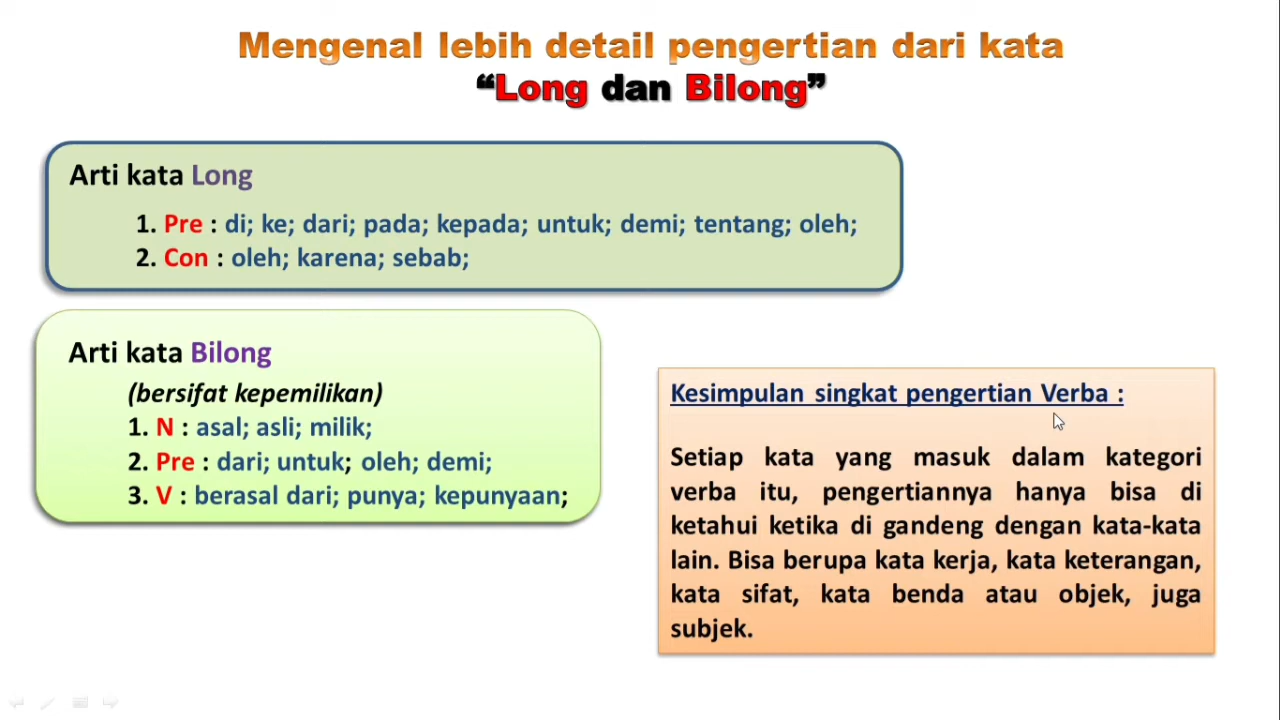 Mengenal lebih detail pengertian dari kata
“Long dan Bilong”
Arti kata Long
1. Pre : di; ke; dari; pada; kepada; untuk; demi; tentang; oleh;
2. Con : oleh; karena; sebab;
Arti kata Bilong
(bersifat kepemilikan)
1. N : asal; asli; milik;
2. Pre : dari; untuk; oleh; demi;
3. V : berasal dari; punya; kepunyaan;
Kesimpulan singkat pengertian Verba :
Setiap kata yang masuk dalam kategori
verba itu, pengertiannya hanya bisa di
ketahui ketika di gandeng dengan kata-kata
lain. Bisa berupa kata kerja, kata keterangan,
kata sifat, kata benda atau objek, juga
subjek.